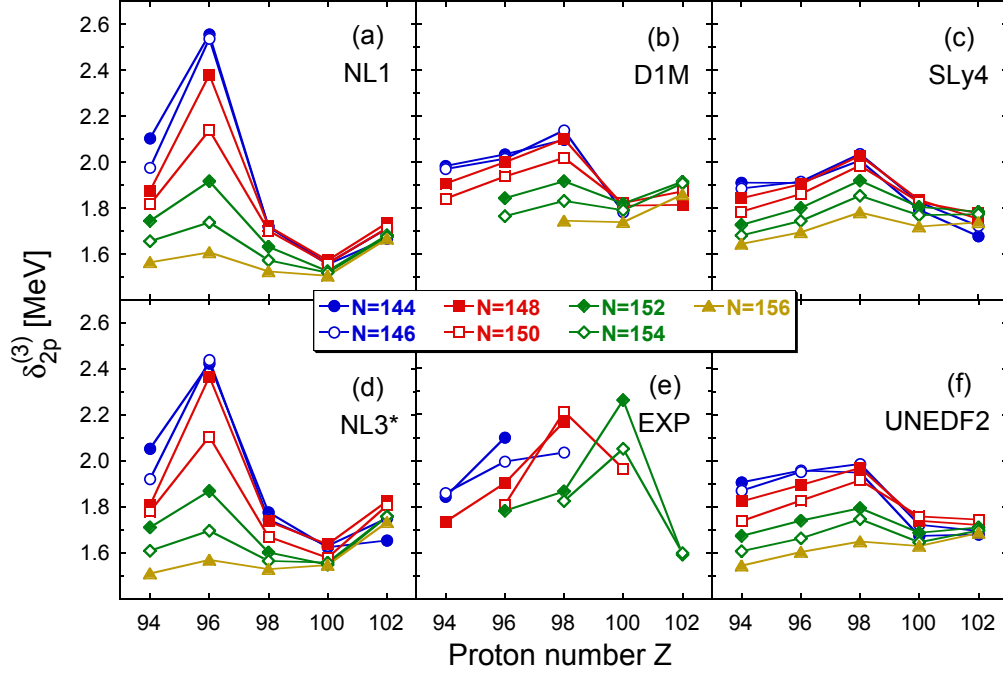 2.6
2.4
2.2
2.0
1.8
1.6
(a)
NL1
(b)
D1M
(c)
SLy4
N=144 N=148 N=152 N=156
N=146 N=150 N=154
2.6
2.4
2.2
2.0
1.8
1.6
(d)
NL3*
(e)
EXP
(f)
UNEDF2
δ2p(3) [MeV]
94 96 98 100 102 94 96 98 100 102 94 96 98 100 102
Proton number Z